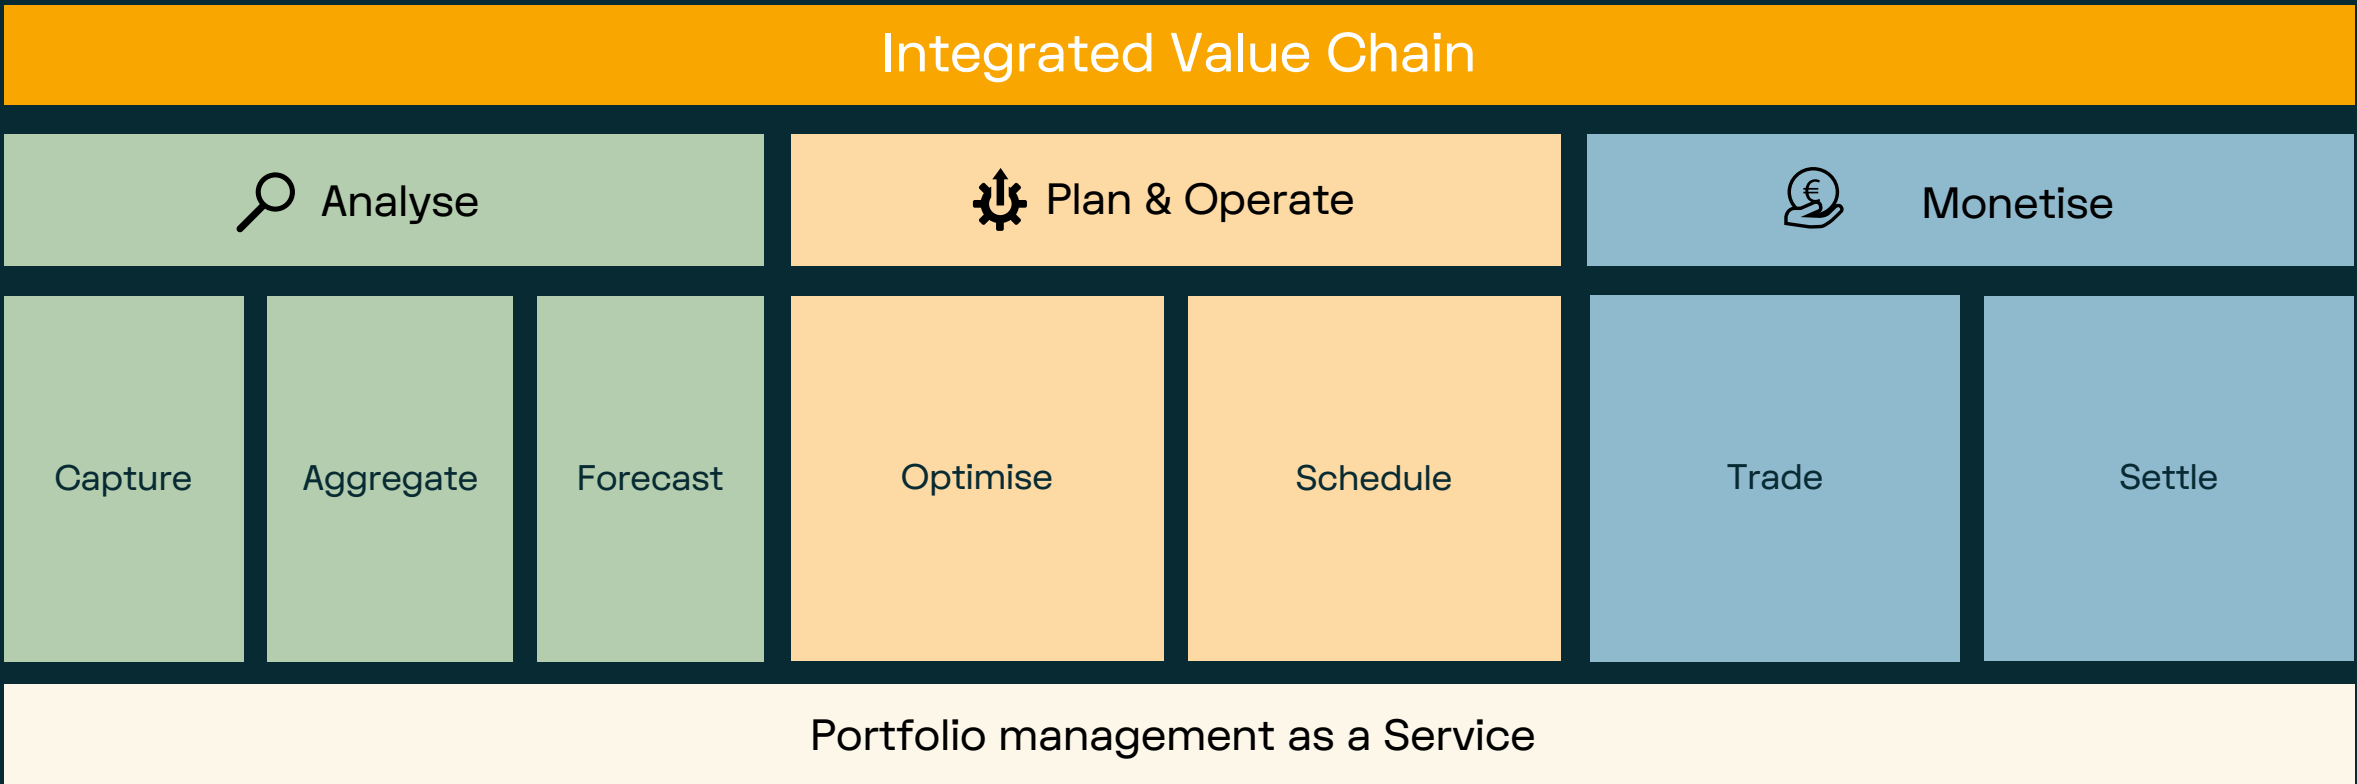 Integrated Value Chain
Analyse
Plan & Operate
€
Monetise
Capture
Aggregate
Forecast
Optimise
Schedule
Trade
Settle
Portfolio management as a Service